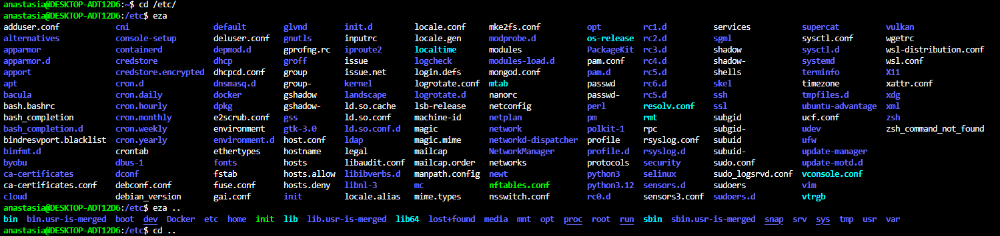 anastasia@DESKTOP-ADT12D6:~$ cd /etc/
anastasia@DESKTOP-ADT12D6:/etc$ eza
adduser.conf cni default glvnd init.d locale.conf mke2fs.conf opt rc1.d services supercat vulkan
alternatives console-setup deluser.conf gnutls inputrc locale.gen modprobe.d os-release rc2.d sgml sysctl.conf wgetrc
apparmor containerd depmod.d gprofng.rc iproute2 localtime modules PackageKit rc3.d shadow sysctl.d wsl-distribution.conf
apparmor.d credstore dhcp groff issue logcheck modules-load.d pam.conf rc4.d shadow- systemd wsl.conf
apport credstore.encrypted dhcpcd.conf group issue.net login.defs mongod.conf pam.d rc5.d shells terminfo X11
apt cron.d dnsmasq.d group- kernel logrotate.conf mtab passwd rc6.d skel timezone xattr.conf
bacula cron.daily docker gshadow landscape logrotate.d nanorc passwd- rcS.d ssh tmpfiles.d xdg
bash.bashrc cron.hourly dpkg gshadow- ld.so.cache lsb-release netconfig perl resolv.conf ssl ubuntu-advantage xml
bash_completion cron.monthly e2scrub.conf gss ld.so.conf machine-id netplan pm rmt subgid ucf.conf zsh
bash_completion.d cron.weekly environment gtk-3.0 ld.so.conf.d magic network polkit-1 rpc subgid- udev zsh_command_not_found
bindresvport.blacklist cron.yearly environment.d host.conf ldap magic.mime networkd-dispatcher profile rsyslog.conf subuid ufw
binfmt.d crontab ethertypes hostname legal mailcap NetworkManager profile.d rsyslog.d subuid- update-manager
byobu dbus-1 fonts hosts libaudit.conf mailcap.order networks protocols security sudo.conf update-motd.d
ca-certificates dconf fstab hosts.allow libibverbs.d manpath.config newt python3 selinux sudo_logsrvd.conf vconsole.conf
ca-certificates.conf debconf.conf fuse.conf hosts.deny libnl-3 mc nftables.conf python3.12 sensors.d sudoers vim
cloud debian_version gai.conf init locale.alias mime.types nsswitch.conf rc0.d sensors3.conf sudoers.d vtrgb
anastasia@DESKTOP-ADT12D6:/etc$ eza ..
bin bin.usr-is-merged boot dev Docker etc home init lib lib.usr-is-merged lib64 lost+found media mnt opt proc root run sbin sbin.usr-is-merged snap srv sys tmp usr var
anastasia@DESKTOP-ADT12D6:/etc$ cd ..